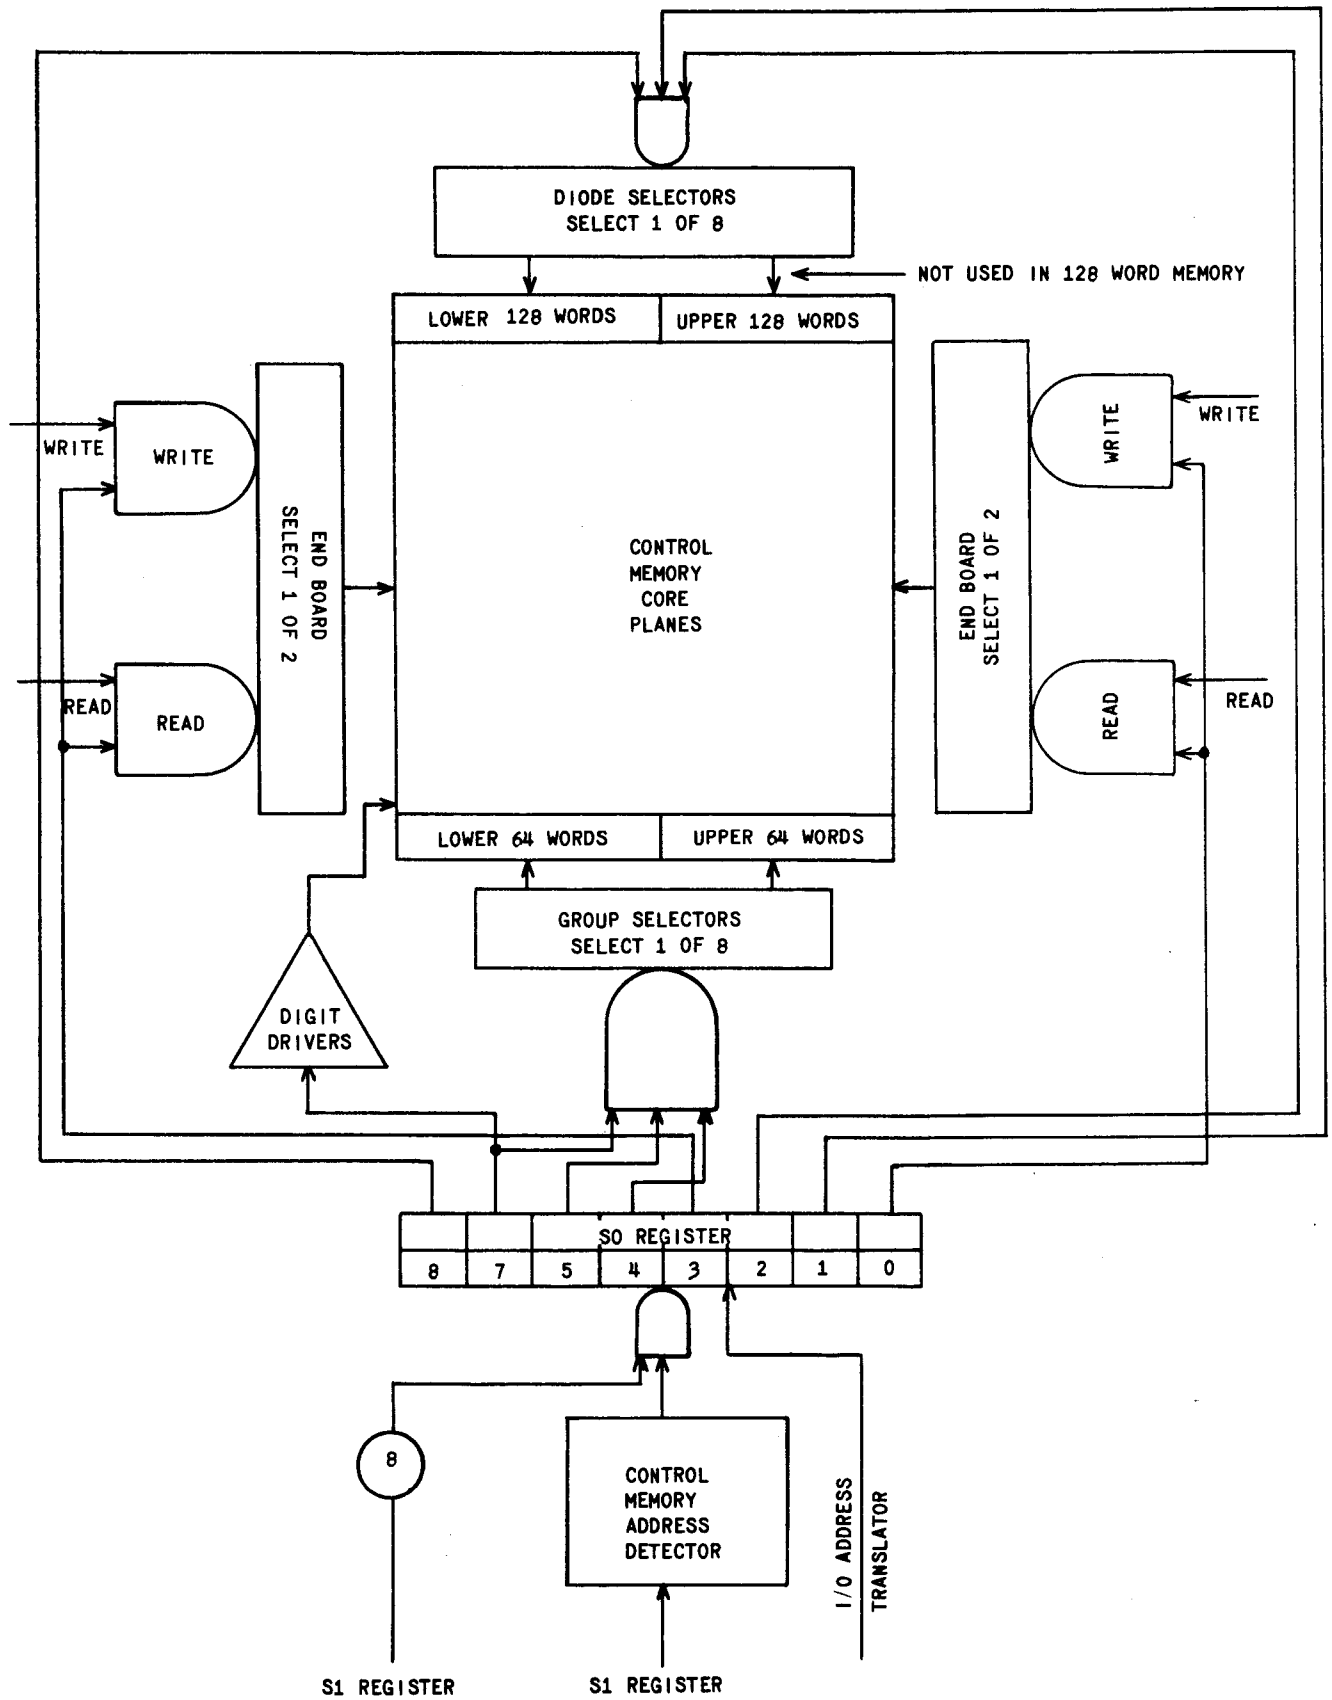 DIODE SELECTORS
SELECT 1 OF 8
NOT USED IN 128 WORD MEMORY
LOWER 128 WORDS
UPPER 128 WORDS
WRITE
WRITE
END BOARD
SELECT 1 OF 2
READ
READ
CONTROL
MEMORY
CORE
PLANES
END BOARD
SELECT 1 OF 2
WRITE
WRITE
READ
READ
LOWER 64 WORDS
UPPER 64 WORDS
GROUP SELECTORS
SELECT 1 OF 8
DIGIT
DRIVERS
SO REGISTER
8 7 5 4 3 2 1 0
8
CONTROL
MEMORY
ADDRESS
DETECTOR
I/O ADDRESS
TRANSLATOR
S1 REGISTER
S1 REGISTER